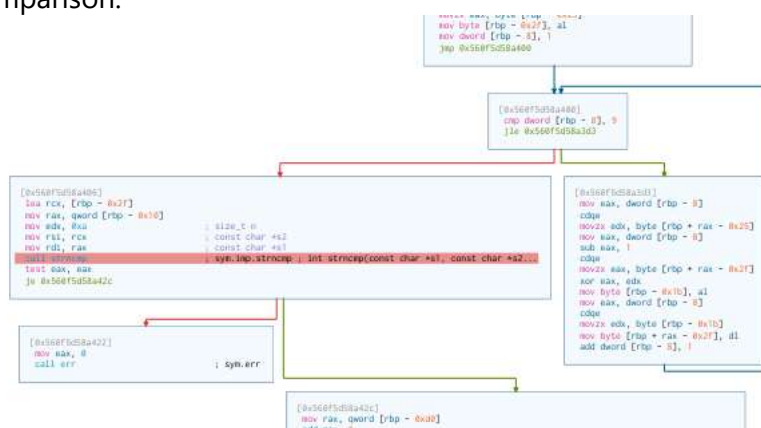 mparison.
movzx eax, byte [rbp - 0x25]
mov byte [rbp - 0x2f], al
mov dword [rbp - 8], 1
jmp 0x560f5d58a400
[0x560f5d58a400]
cmp dword [rbp - 8], 9
jle 0x560f5d58a3d3
[0x560f5d58a406]
lea rcx, [rbp - 0x2f]
mov rax, qword [rbp - 0x10]
mov edx, 0xa ; size_t n
mov rsi, rcx ; const char *s2
mov rdi, rax ; const char *s1
call strncmp ; sym.imp.strncmp ; int strncmp(const char *s1, const char *s2...
test eax, eax
je 0x560f5d58a42c
[0x560f5d58a3d3]
mov eax, dword [rbp - 8]
cdqe
movzx edx, byte [rbp + rax - 0x25]
mov eax, dword [rbp - 8]
sub eax, 1
cdqe
movzx eax, byte [rbp + rax - 0x2f]
xor eax, edx
mov byte [rbp - 0x1b], al
mov eax, dword [rbp - 8]
cdqe
movzx edx, byte [rbp - 0x1b]
mov byte [rbp + rax - 0x2f], dl
add dword [rbp - 8], 1
[0x560f5d58a422]
mov eax, 0
call err ; sym.err
[0x560f5d58a42c]
mov rax, qword [rbp - 0xd0]